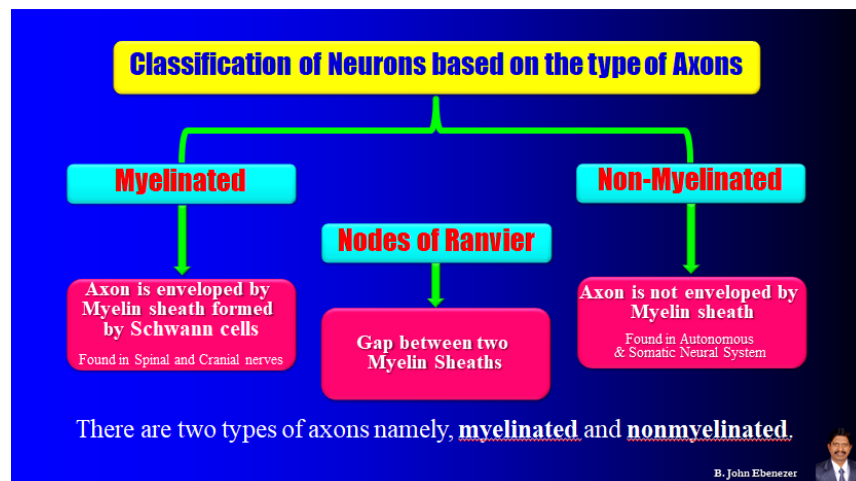 Classification of Neurons based on the type of Axons
Myelinated
Non-Myelinated
Nodes of Ranvier
Axon is enveloped by
Myelin sheath formed
by Schwann cells
Found in Spinal and Cranial nerves
Gap between two
Myelin Sheaths
Axon is not enveloped by
Myelin sheath
Found in Autonomous
& Somatic Neural System
There are two types of axons namely, myelinated and nonmyelinated.
B. John Ebenezer